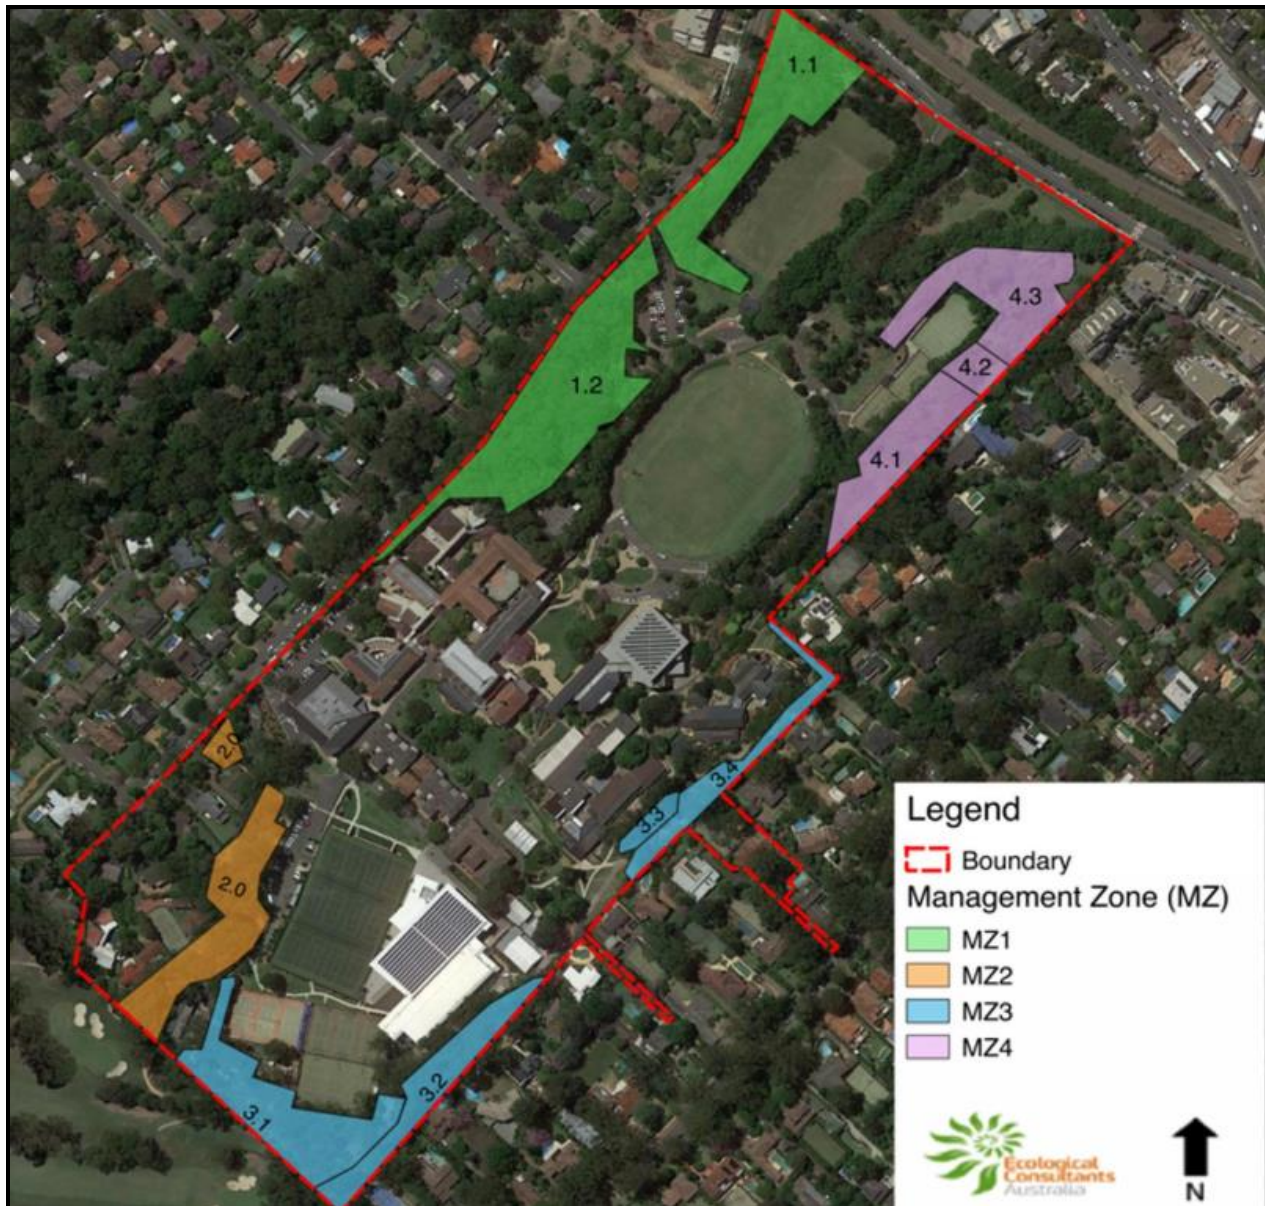 1.1
4.3
4.2
1.2
4.1
2.0
3.4
3.3
2.0
3.1
3.2
Legend
Boundary
Management Zone (MZ)
MZ1
MZ2
MZ3
MZ4
Ecological
Consultants
Australia
N